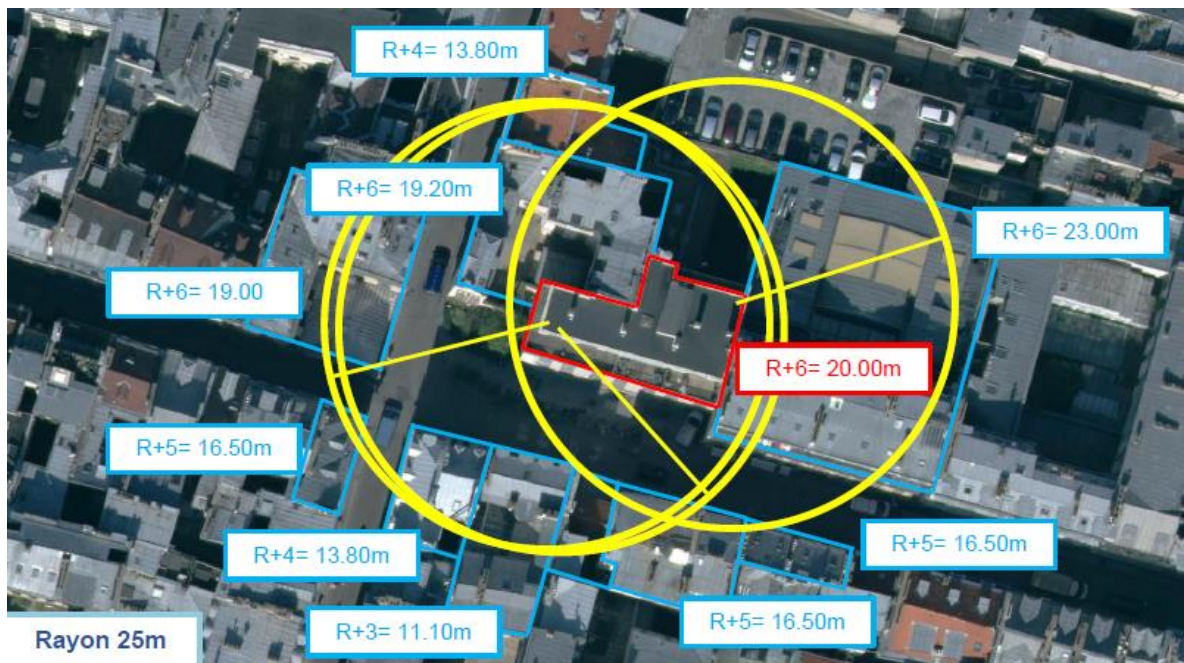 R+4= 13.80m
R+6= 19.20m
R+6= 23.00m
R+6= 19.00
R+6= 20.00m
R+5= 16.50m
R+4= 13.80m
R+5= 16.50m
R+3= 11.10m
R+5= 16.50m
Rayon 25m